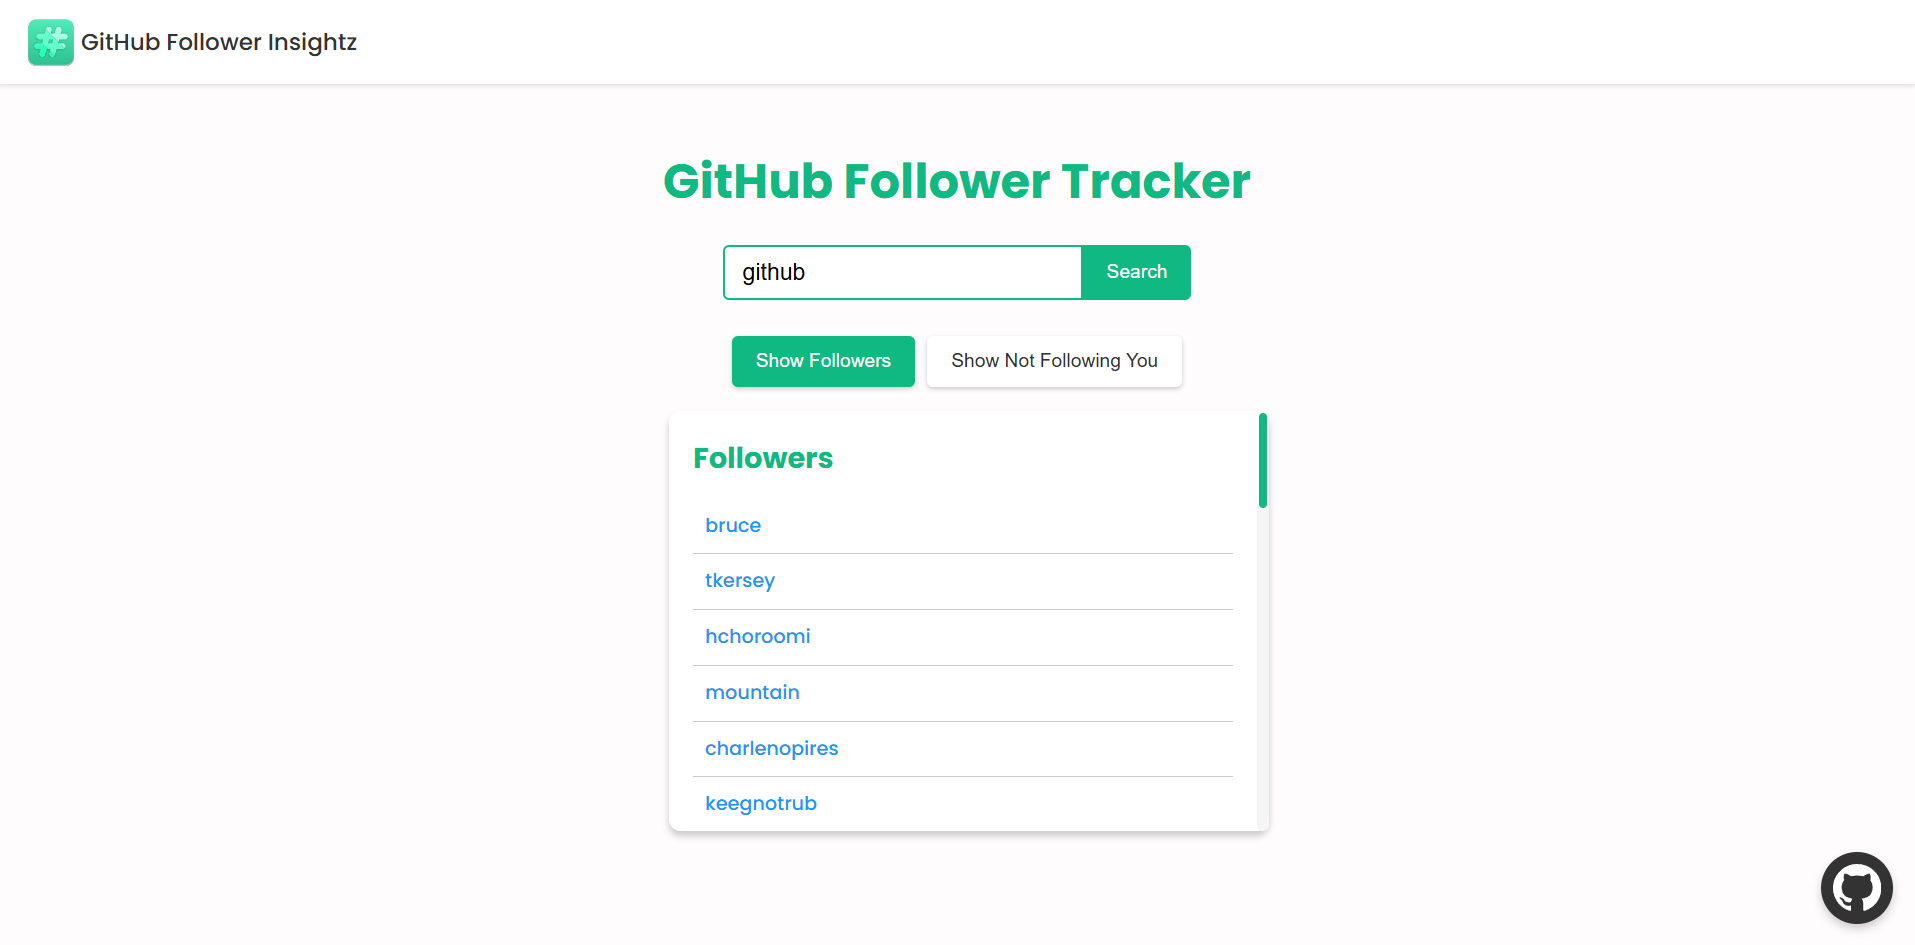 GitHub Follower Insightz
GitHub Follower Tracker
github Search
Show Followers Show Not Following You
Followers
bruce
tkersey
hchoroomi
mountain
charlenopires
keegnotrub